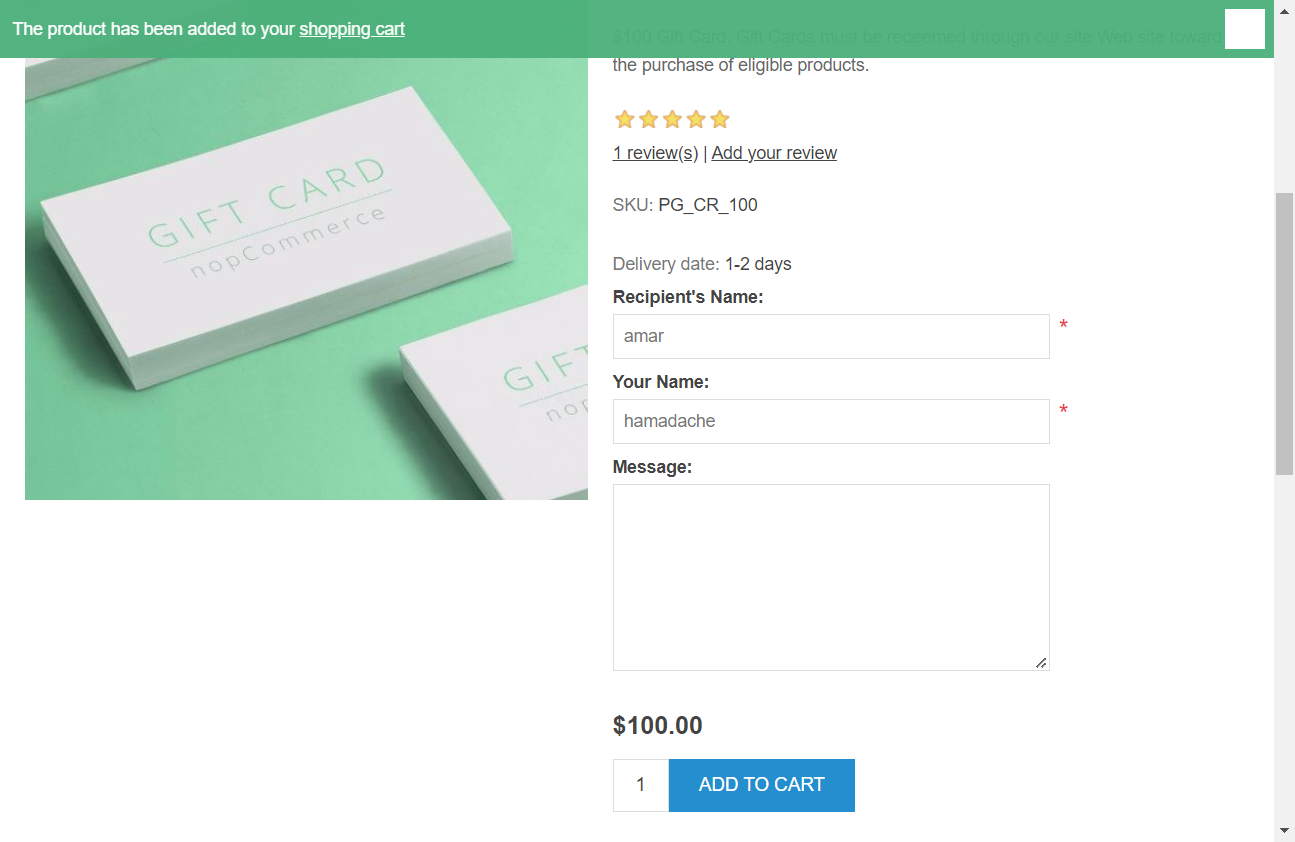 The product has been added to your shopping cart
$100 Gift Card. Gift Cards must be redeemed through our site Web site toward
the purchase of eligible products.
GIFT CARD
nopCommerce
1 review(s) | Add your review
SKU: PG_CR_100
Delivery date: 1-2 days
Recipient's Name:
amar
*
Your Name:
hamadache
*
GIFT
nop
Message:
$100.00
1
ADD TO CART